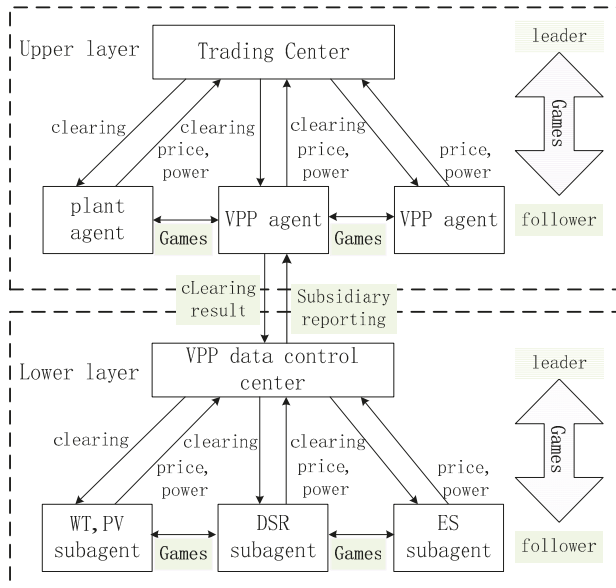 Upper layer
Trading Center
leader
clearing
clearing
clearing
price,
power
price,
power
price,
power
Games
plant
agent
VPP agent
VPP agent
Games
Games
follower
cLearing
result
Subsidiary
reporting
Lower layer
VPP data control
center
leader
clearing
clearing
clearing
price,
power
price,
power
price,
power
Games
WT,PV
subagent
DSR
subagent
ES
subagent
Games
Games
follower